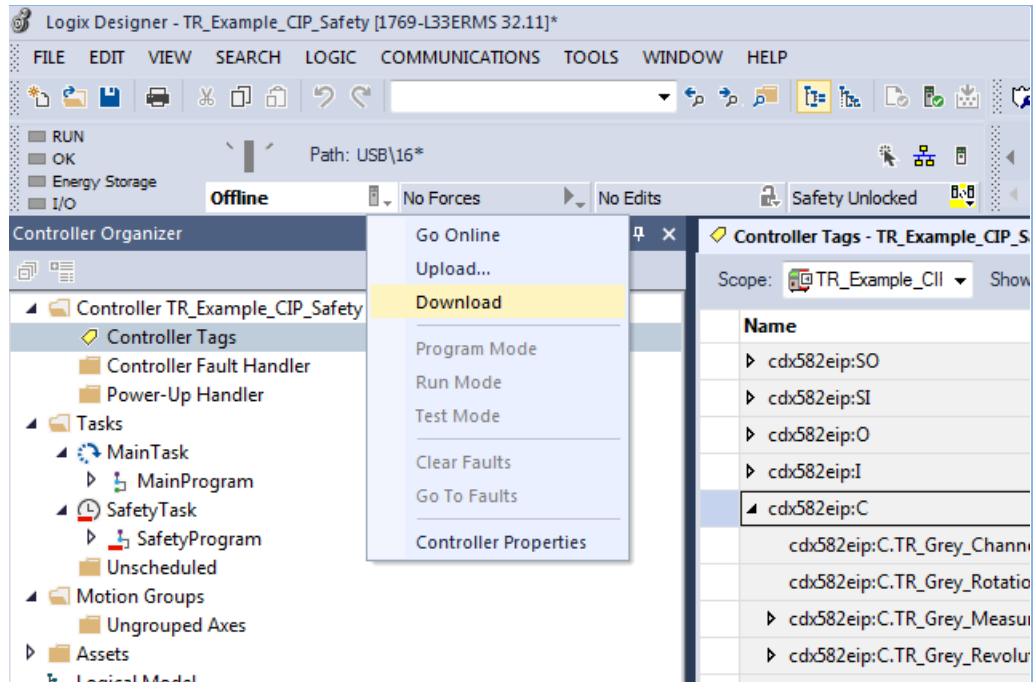 Logix Designer - TR_Example_CIP_Safety [1769-L33ERMS 32.11]*
FILE EDIT VIEW SEARCH LOGIC COMMUNICATIONS TOOLS WINDOW HELP
RUN
OK
Energy Storage
I/O
Path: USB\16*
Offline No Forces No Edits Safety Unlocked
Controller Organizer
Controller TR_Example_CIP_Safety
Controller Tags
Controller Fault Handler
Power-Up Handler
Tasks
MainTask
MainProgram
SafetyTask
SafetyProgram
Unscheduled
Motion Groups
Ungrouped Axes
Assets
Logical Model
Go Online
Upload...
Download
Program Mode
Run Mode
Test Mode
Clear Faults
Go To Faults
Controller Properties
Controller Tags - TR_Example_CIP_S
Scope: TR_Example_CII Show
Name
cdx582eip:SO
cdx582eip:SI
cdx582eip:O
cdx582eip:I
cdx582eip:C
cdx582eip:C.TR_Grey_Chann
cdx582eip:C.TR_Grey_Rotatio
cdx582eip:C.TR_Grey_Measu
cdx582eip:C.TR_Grey_Revolu